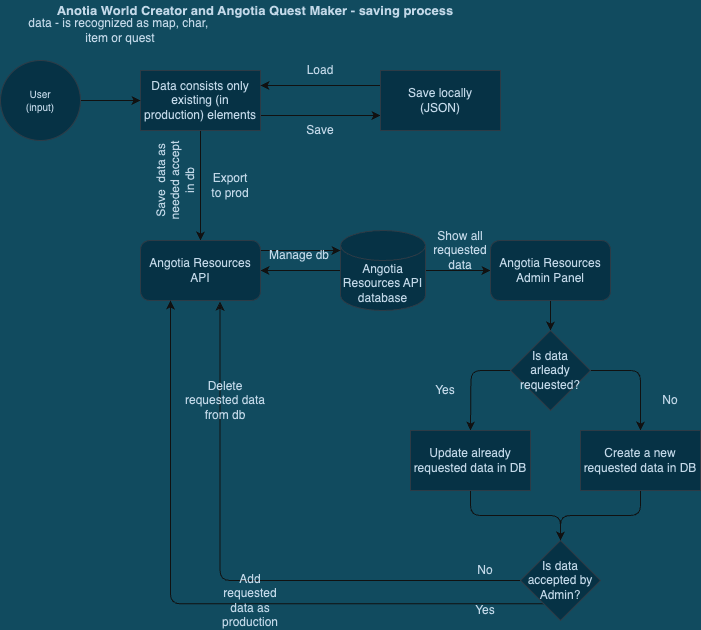 Anotia World Creator and Angotia Quest Maker - saving process
data - is recognized as map, char,
item or quest
User
(input)
Data consists only
existing (in
production) elements
Load
Save
Save locally
(JSON)
Save data as
needed accept
in db
Export
to prod
Angotia Resources
API
Manage db
Angotia
Resources API
database
Show all
requested
data
Angotia Resources
Admin Panel
Is data
arleady
requested?
Yes
No
Update already
requested data in DB
Create a new
requested data in DB
Delete
requested data
from db
Is data
accepted by
Admin?
No
Yes
Add
requested
data as
production